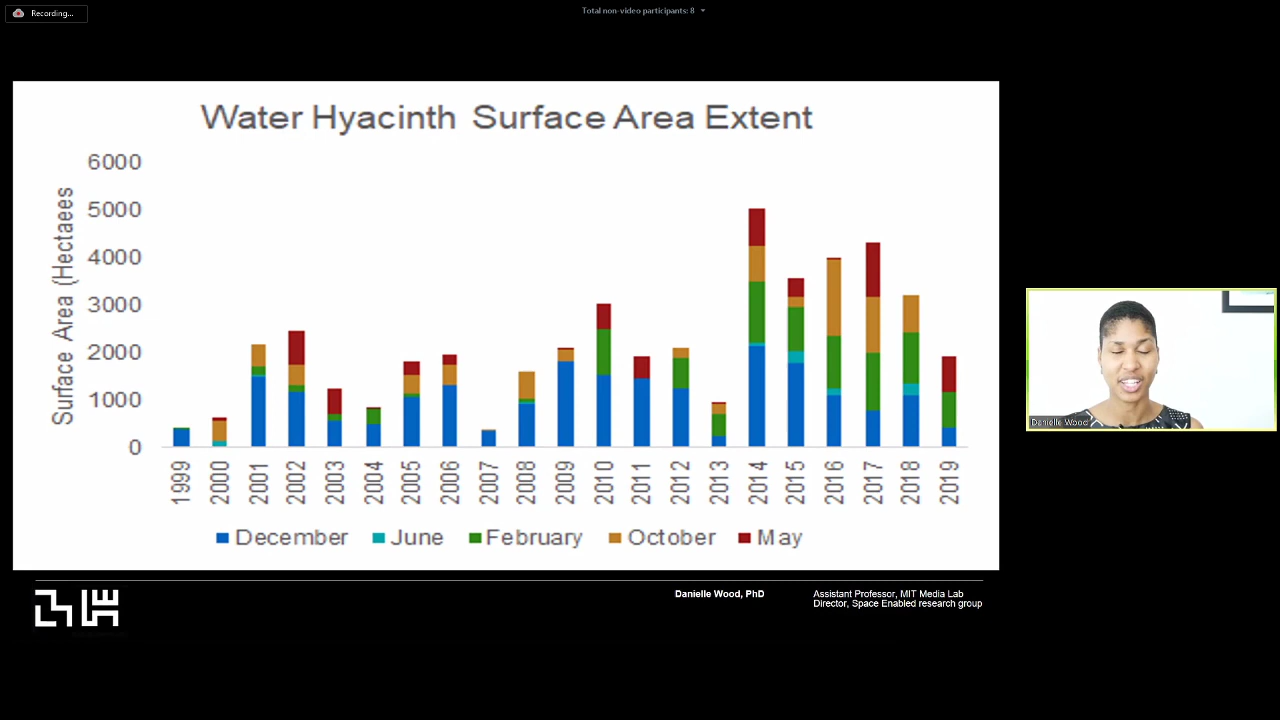 Recording...
Total non-video participants: 8
Water Hyacinth Surface Area Extent
Surface Area (Hectaees
6000
5000
4000
3000
2000
1000
0
1999 2000 2001 2002 2003 2004 2005 2006 2007 2008 2009 2010 2011 2012 2013 2014 2015 2016 2017 2018 2019
December June February October May
Danielle Wood
Danielle Wood, PhD
Assistant Professor, MIT Media Lab
Director, Space Enabled research group